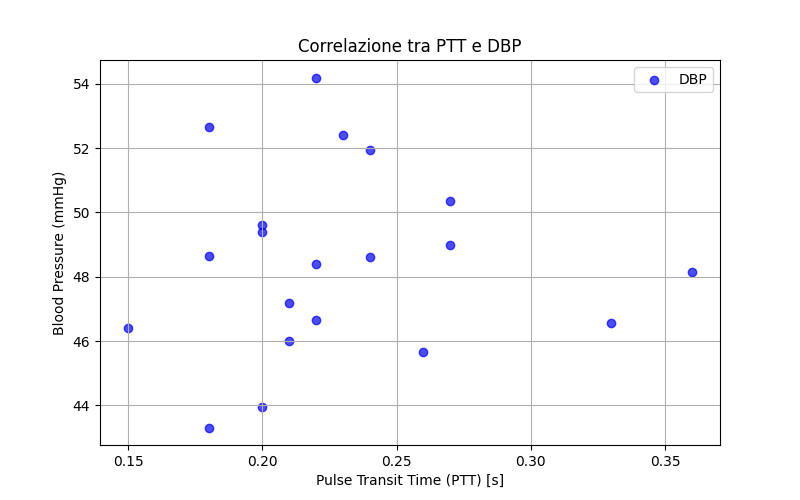 Correlazione tra PTT e DBP
DBP
Blood Pressure (mmHg)
54
52
50
48
46
44
0.15 0.20 0.25 0.30 0.35
Pulse Transit Time (PTT) [s]